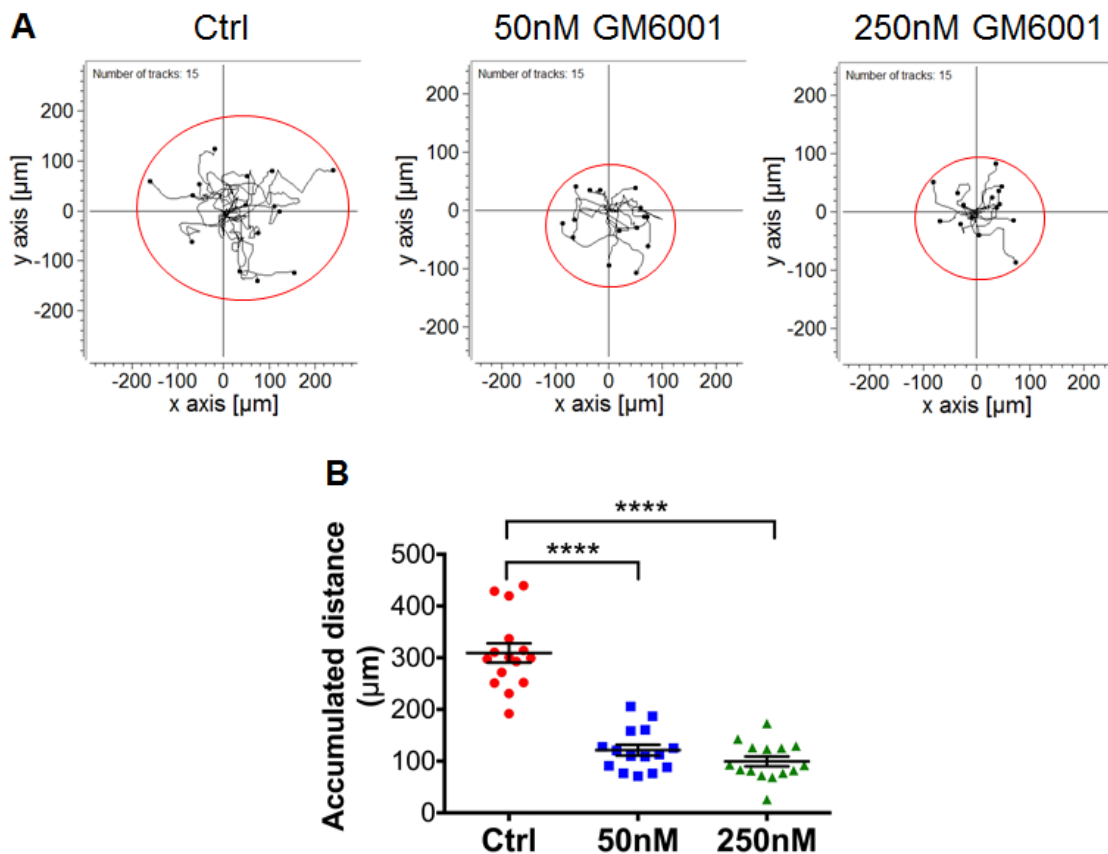 A
Ctrl
50nM GM6001
250nM GM6001
Number of tracks: 15
200
100
0
-100
-200
y axis [µm]
-200 -100 0 100 200
x axis [µm]
Number of tracks: 15
200
100
0
-100
-200
y axis [µm]
-200 -100 0 100 200
x axis [µm]
Number of tracks: 15
200
100
0
-100
-200
y axis [µm]
-200 -100 0 100 200
x axis [µm]
B
****
****
Accumulated distance
(µm)
500
400
300
200
100
0
Ctrl 50nM 250nM